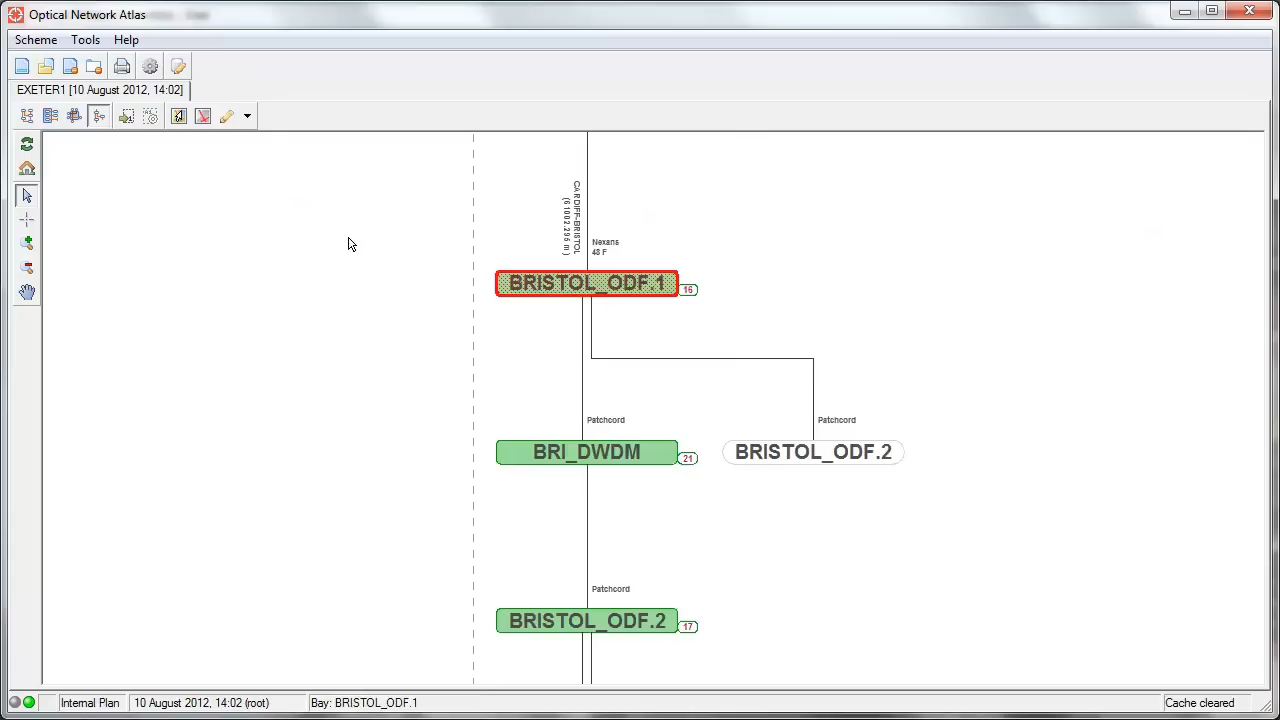 Optical Network Atlas
Scheme Tools Help
EXETER1 [10 August 2012, 14:02]
CARDIFF-BRISTOL
(61002.295 m)
Nexans
48 F
BRISTOL_ODF.1
16
Patchcord
Patchcord
BRI_DWDM
21
BRISTOL_ODF.2
Patchcord
BRISTOL_ODF.2
17
Internal Plan
10 August 2012, 14:02 (root)
Bay: BRISTOL_ODF.1
Cache cleared